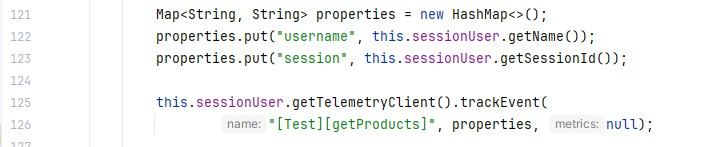 121 Map<String, String> properties = new HashMap<>();
122 properties.put("username", this.sessionUser.getName());
123 properties.put("session", this.sessionUser.getSessionId());
124
125 this.sessionUser.getTelemetryClient().trackEvent(
126 name: "[Test][getProducts]", properties, metrics: null);
127